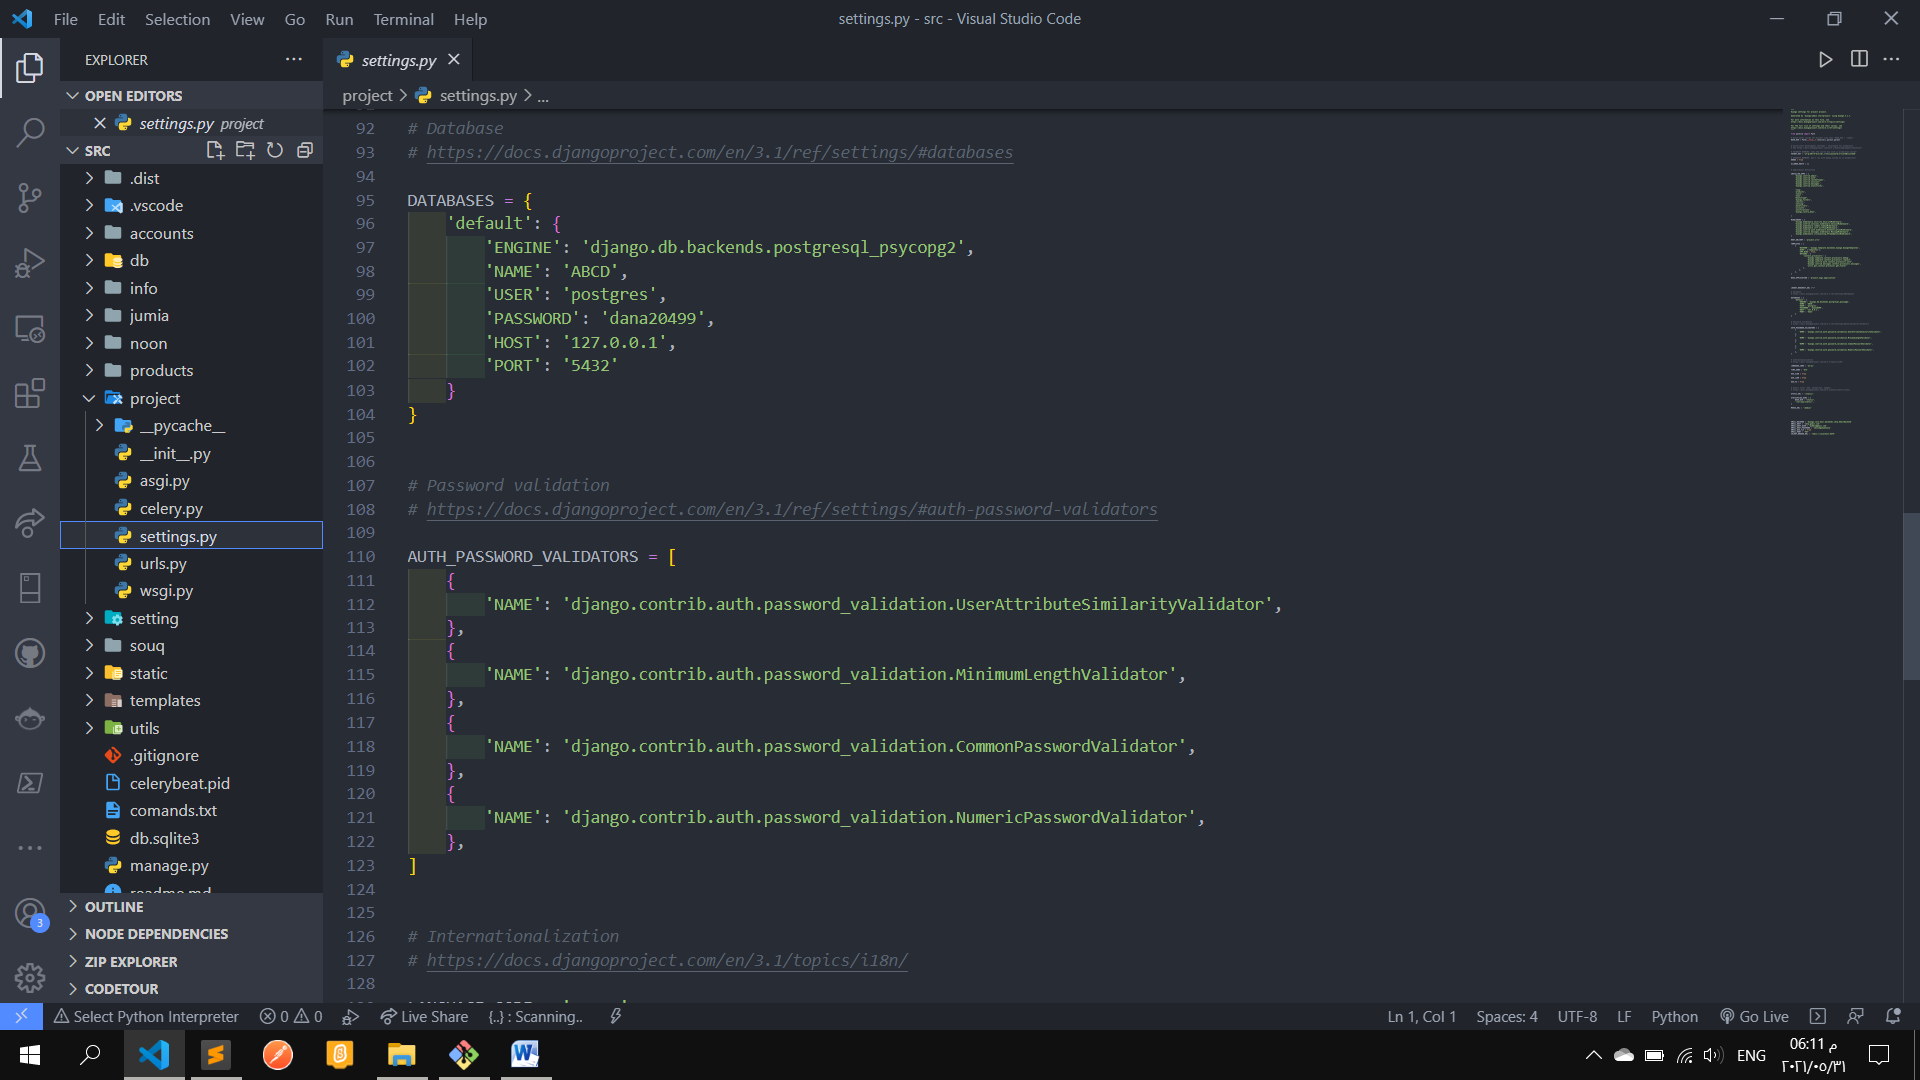 File Edit Selection View Go Run Terminal Help
settings.py - src - Visual Studio Code
EXPLORER
OPEN EDITORS
settings.py project
SRC
.dist
.vscode
accounts
db
info
jumia
noon
products
project
__pycache__
__init__.py
asgi.py
celery.py
settings.py
urls.py
wsgi.py
setting
souq
static
templates
utils
.gitignore
celerybeat.pid
comands.txt
db.sqlite3
manage.py
readme.md
OUTLINE
NODE DEPENDENCIES
ZIP EXPLORER
CODETOUR
3
settings.py
project > settings.py > ...
92 # Database
93 # https://docs.djangoproject.com/en/3.1/ref/settings/#databases
94
95 DATABASES = {
96 'default': {
97 'ENGINE': 'django.db.backends.postgresql_psycopg2',
98 'NAME': 'ABCD',
99 'USER': 'postgres',
100 'PASSWORD': 'dana20499',
101 'HOST': '127.0.0.1',
102 'PORT': '5432'
103 }
104 }
105
106
107 # Password validation
108 # https://docs.djangoproject.com/en/3.1/ref/settings/#auth-password-validators
109
110 AUTH_PASSWORD_VALIDATORS = [
111 {
112 'NAME': 'django.contrib.auth.password_validation.UserAttributeSimilarityValidator',
113 },
114 {
115 'NAME': 'django.contrib.auth.password_validation.MinimumLengthValidator',
116 },
117 {
118 'NAME': 'django.contrib.auth.password_validation.CommonPasswordValidator',
119 },
120 {
121 'NAME': 'django.contrib.auth.password_validation.NumericPasswordValidator',
122 },
123 ]
124
125
126 # Internationalization
127 # https://docs.djangoproject.com/en/3.1/topics/i18n/
128
Select Python Interpreter 0 0 Live Share {..} : Scanning..
Ln 1, Col 1 Spaces: 4 UTF-8 LF Python Go Live
ENG
06:11 م
٢٠٢١/٠٥/٣١